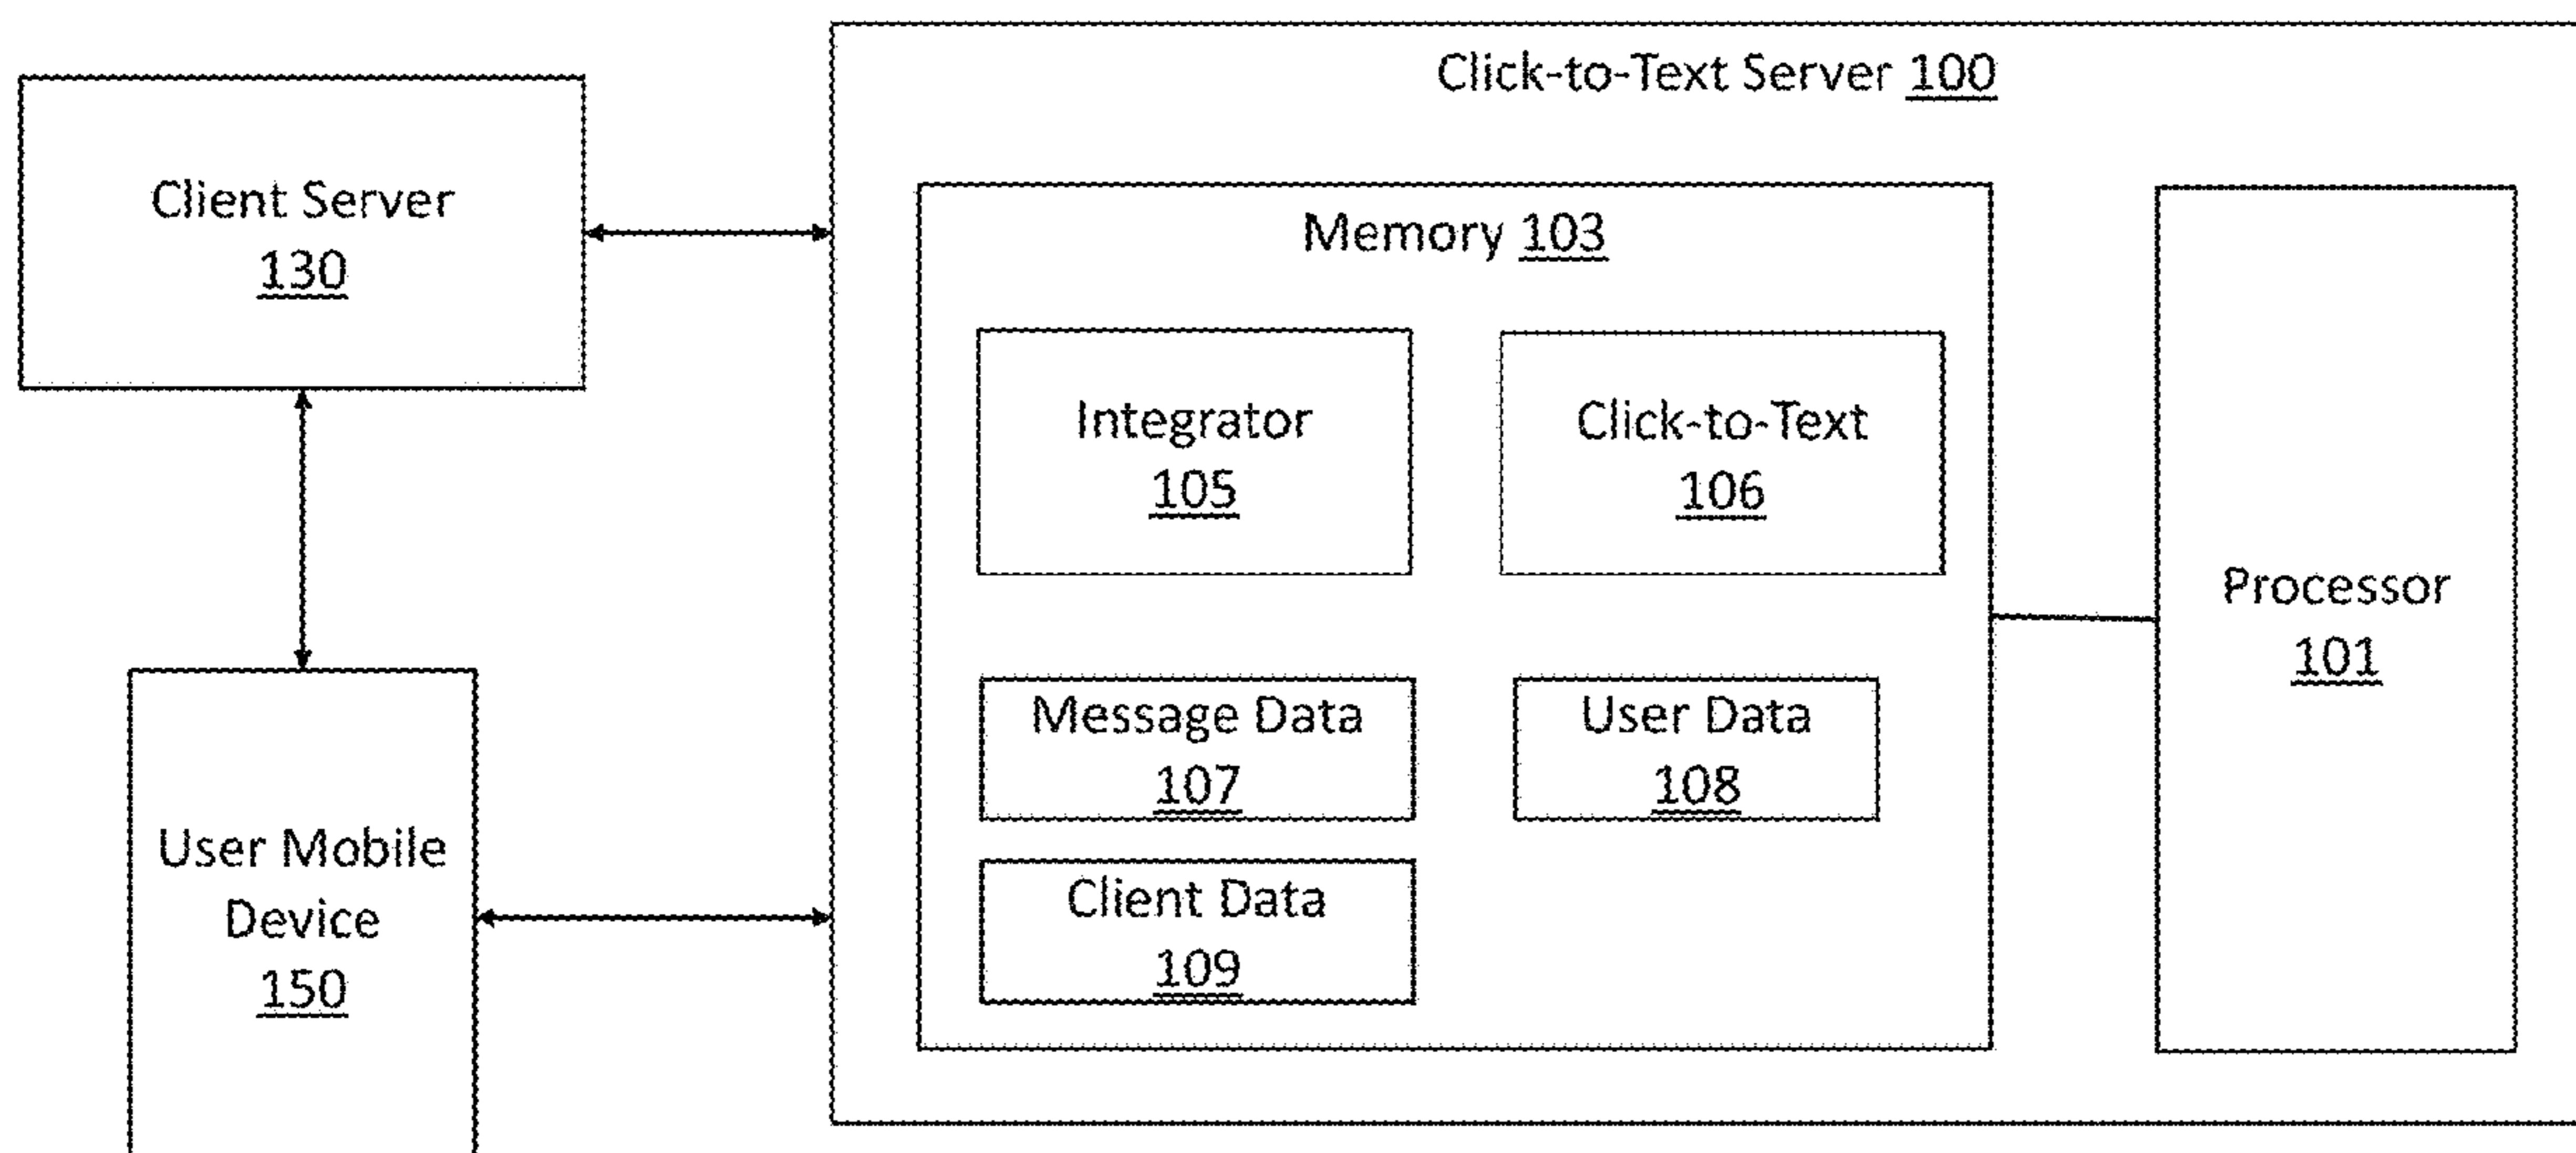 Click-to-Text Server 100
Client Server
130
Memory 103
Integrator
105
Click-to-Text
106
Processor
101
Message Data
107
User Data
108
User Mobile
Device
150
Client Data
109